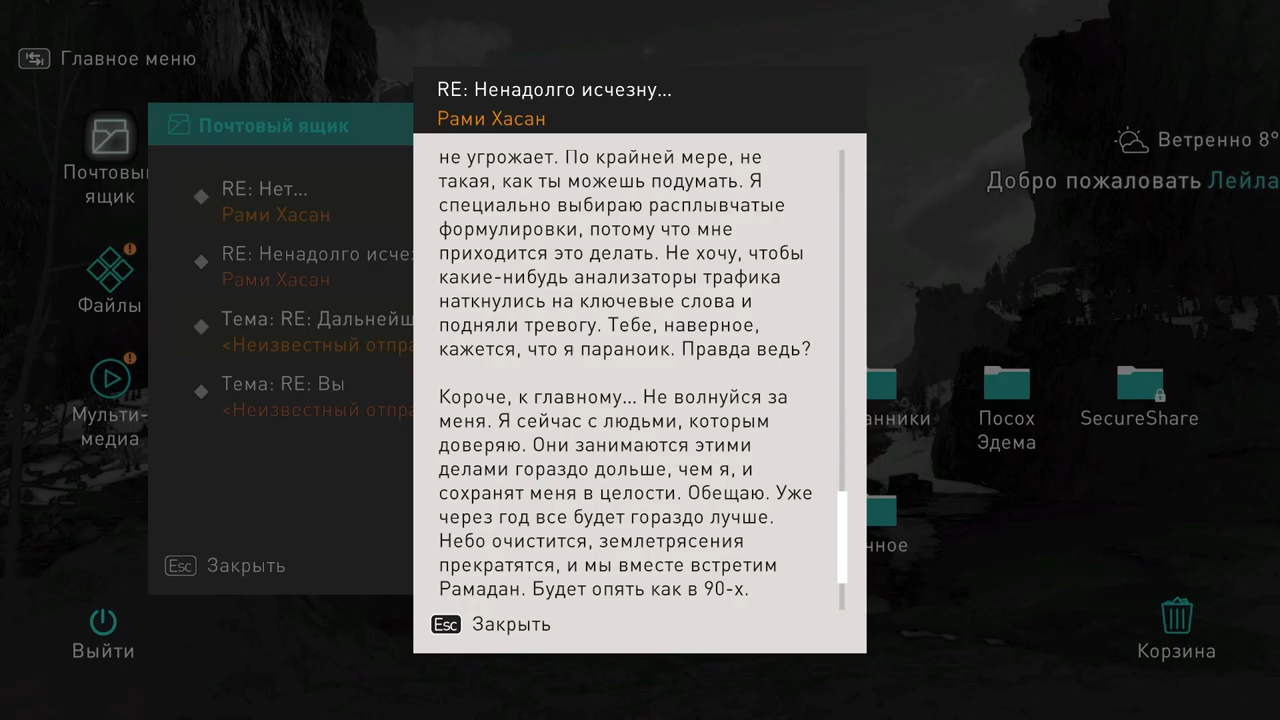 Главное меню
RE: Ненадолго исчезну...
Рами Хасан
Почтовый ящик
Ветренно 8°
не угрожает. По крайней мере, не
такая, как ты можешь подумать. Я
специально выбираю расплывчатые
формулировки, потому что мне
приходится это делать. Не хочу, чтобы
какие-нибудь анализаторы трафика
наткнулись на ключевые слова и
подняли тревогу. Тебе, наверное,
кажется, что я параноик. Правда ведь?
Короче, к главному... Не волнуйся за
меня. Я сейчас с людьми, которым
доверяю. Они занимаются этими
делами гораздо дольше, чем я, и
сохранят меня в целости. Обещаю. Уже
через год все будет гораздо лучше.
Небо очистится, землетрясения
прекратятся, и мы вместе встретим
Рамадан. Будет опять как в 90-х.
Esc Закрыть
Почтовы
ящик
RE: Нет...
Рами Хасан
RE: Ненадолго исче
Рами Хасан
Тема: RE: Дальнейш
<Неизвестный отпра
Тема: RE: Вы
<Неизвестный отпра
Esc Закрыть
Файлы
Мульти-
медиа
Выйти
Добро пожаловать Лейла
анники
Посох
Эдема
SecureShare
чное
Корзина